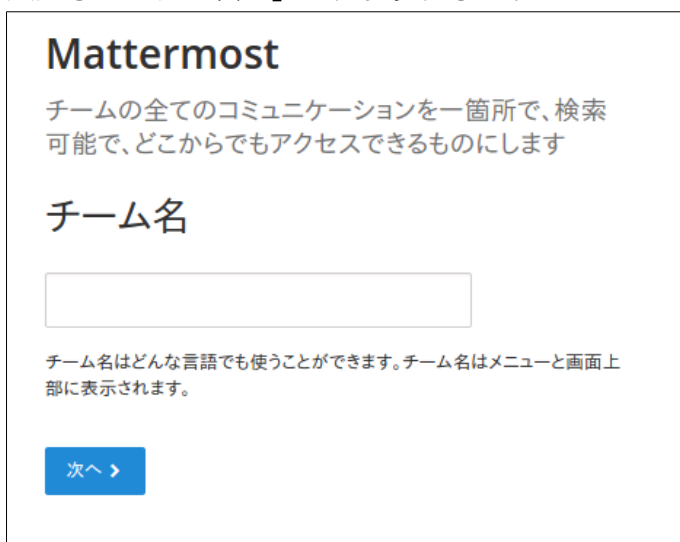 Mattermost
チームの全てのコミュニケーションを一箇所で、検索
可能で、どこからでもアクセスできるものにします
チーム名
チーム名はどんな言語でも使うことができます。チーム名はメニューと画面上
部に表示されます。
次へ